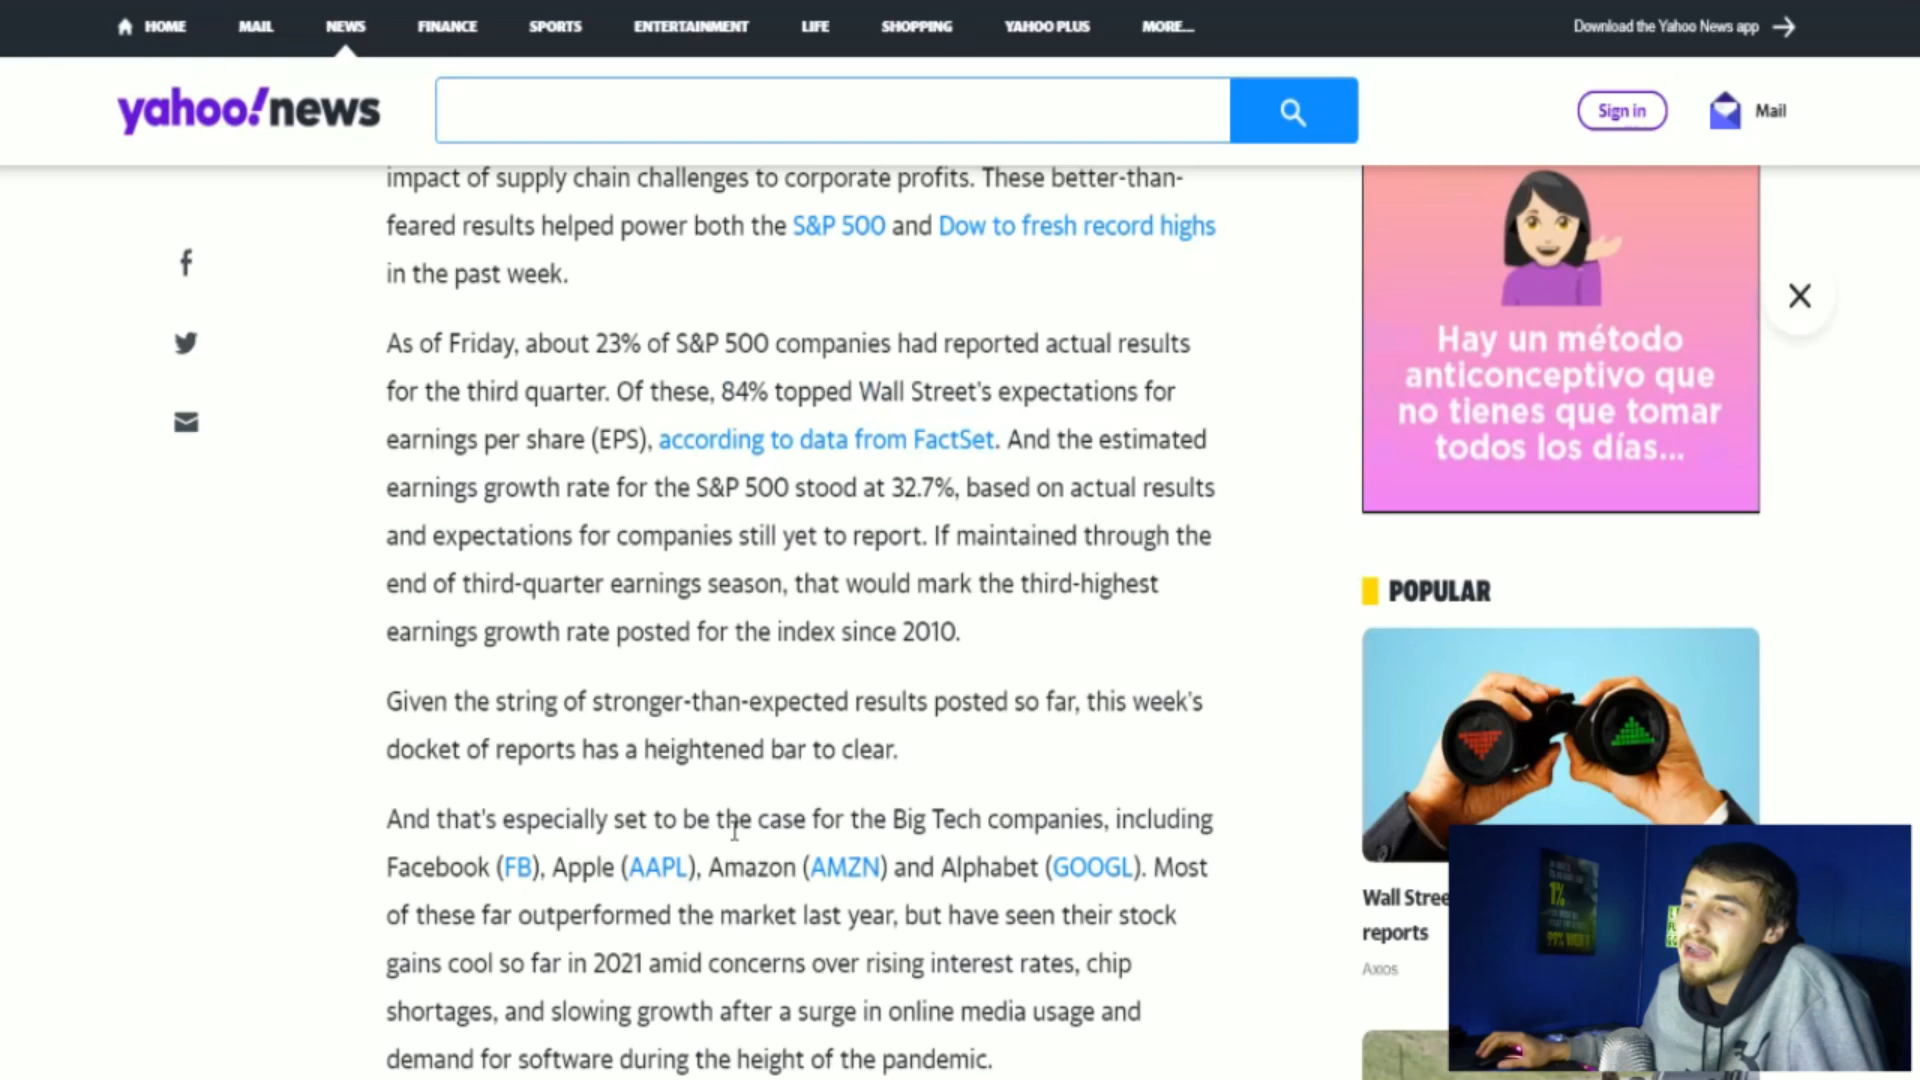 HOME MAIL NEWS FINANCE SPORTS ENTERTAINMENT LIFE SHOPPING YAHOO PLUS MORE... Download the Yahoo News app
yahoo!news
Sign in
Mail
impact of supply chain challenges to corporate profits. These better-than-
feared results helped power both the S&P 500 and Dow to fresh record highs
in the past week.
As of Friday, about 23% of S&P 500 companies had reported actual results
for the third quarter. Of these, 84% topped Wall Street's expectations for
earnings per share (EPS), according to data from FactSet. And the estimated
earnings growth rate for the S&P 500 stood at 32.7%, based on actual results
and expectations for companies still yet to report. If maintained through the
end of third-quarter earnings season, that would mark the third-highest
earnings growth rate posted for the index since 2010.
Given the string of stronger-than-expected results posted so far, this week's
docket of reports has a heightened bar to clear.
And that's especially set to be the case for the Big Tech companies, including
Facebook (FB), Apple (AAPL), Amazon (AMZN) and Alphabet (GOOGL). Most
of these far outperformed the market last year, but have seen their stock
gains cool so far in 2021 amid concerns over rising interest rates, chip
shortages, and slowing growth after a surge in online media usage and
demand for software during the height of the pandemic.
Hay un método
anticonceptivo que
no tienes que tomar
todos los días...
POPULAR
Wall Stree
reports
Axios
1%